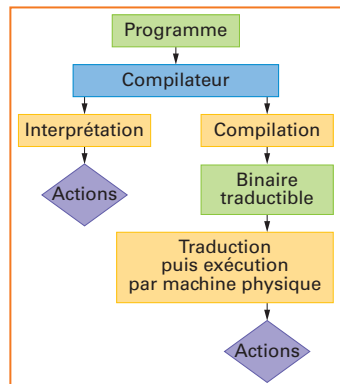 Programme
Compilateur
Interprétation
Compilation
Actions
Binaire
traductible
Traduction
puis exécution
par machine physique
Actions